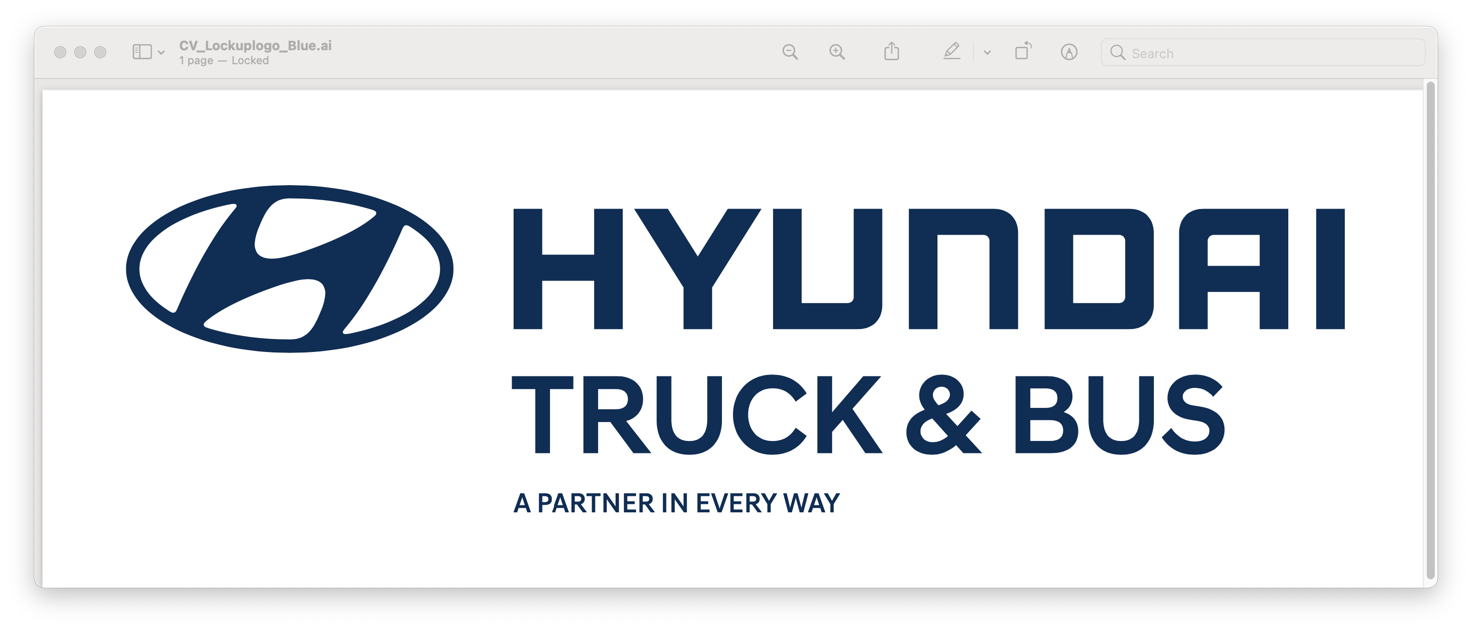 CV_Lockuplogo_Blue.ai
1 page — Locked
Search
HYUNDAI
TRUCK & BUS
A PARTNER IN EVERY WAY